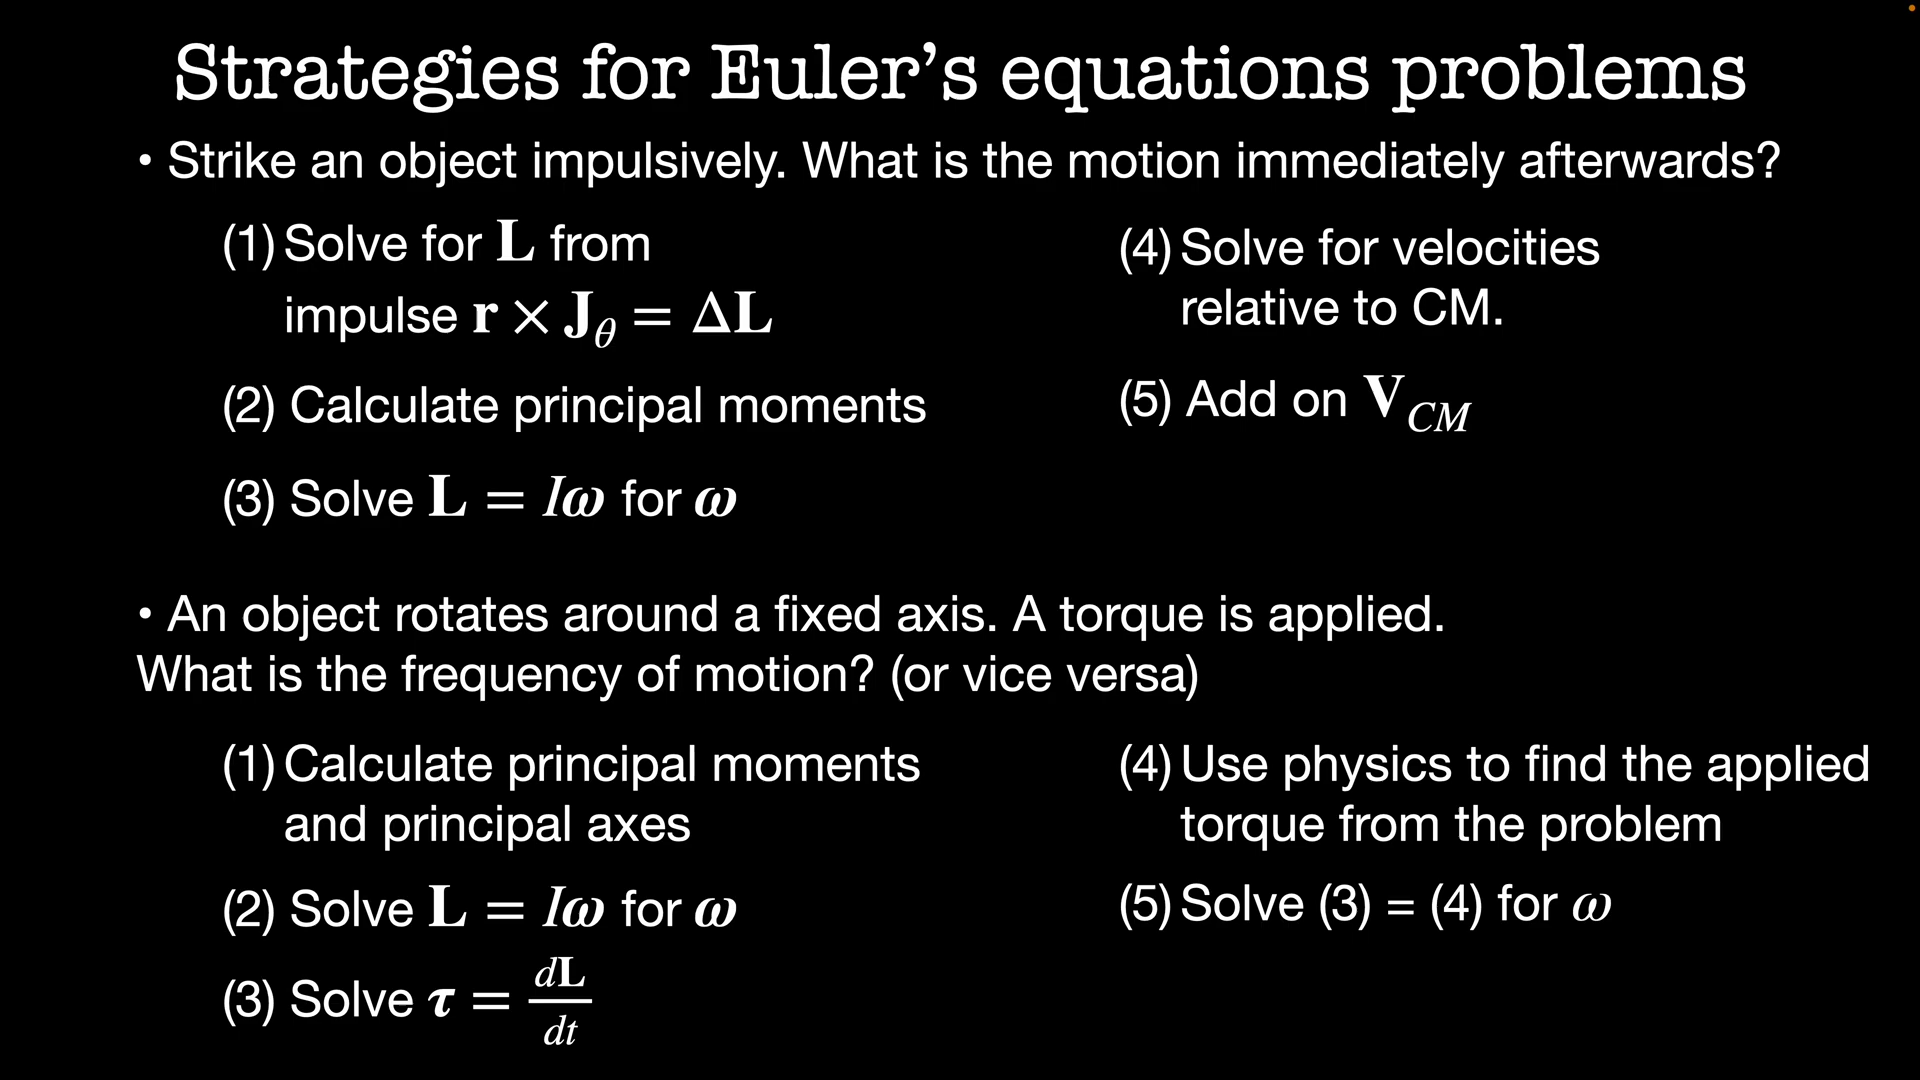 Strategies for Euler’s equations problems
• Strike an object impulsively. What is the motion immediately afterwards?
(1) Solve for L from
impulse r × J_θ = ΔL
(2) Calculate principal moments
(3) Solve L = Iω for ω
(4) Solve for velocities
relative to CM.
(5) Add on V_CM
• An object rotates around a fixed axis. A torque is applied.
What is the frequency of motion? (or vice versa)
(1) Calculate principal moments
and principal axes
(2) Solve L = Iω for ω
(3) Solve τ = dL/dt
(4) Use physics to find the applied
torque from the problem
(5) Solve (3) = (4) for ω